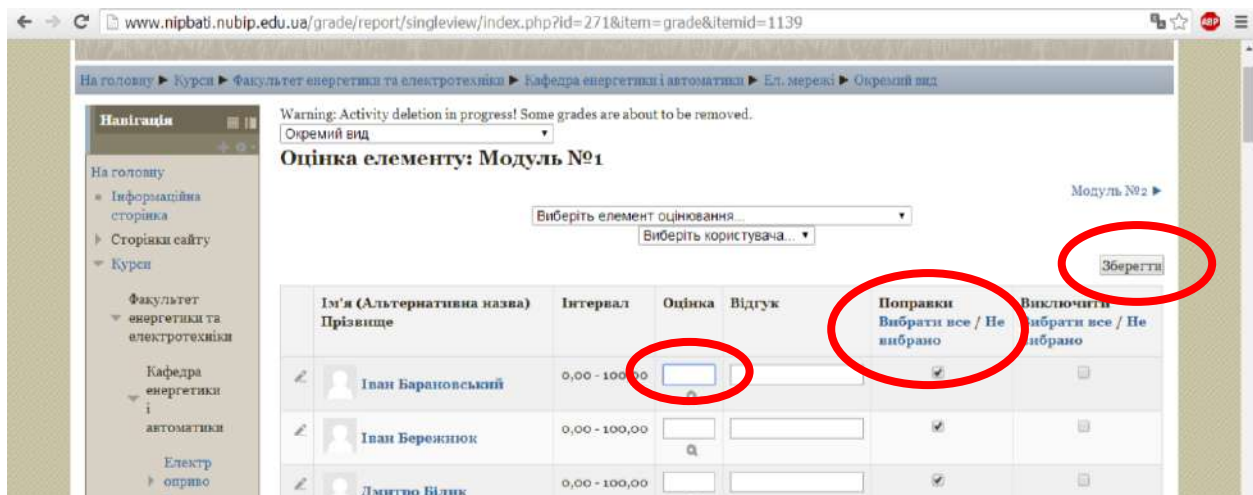 www.nipbati.nubip.edu.ua/grade/report/singleview/index.php?id=271&item=grade&itemid=1139
ABP
На головну ► Курси ► Факультет енергетики та електротехніки ► Кафедра енергетики і автоматики ► Ел. мережі ► Окремий вид
Навігація
На головну
Інформаційна
сторінка
Сторінки сайту
Курси
Факультет
енергетики та
електротехніки
Кафедра
енергетики
і
автоматики
Електр
оприво
Warning: Activity deletion in progress! Some grades are about to be removed.
Окремий вид
Оцінка елементу: Модуль №1
Модуль №2 ►
Виберіть елемент оцінювання...
Виберіть користувача...
Зберегти
Ім'я (Альтернативна назва) Інтервал Оцінка Відгук Поправки Виключити
Прізвище Вибрати все / Не Вибрати все / Не
вибрано вибрано
Іван Барановський 0,00 - 100,00
Іван Бережнюк 0,00 - 100,00
Дмитро Білик 0,00 - 100,00